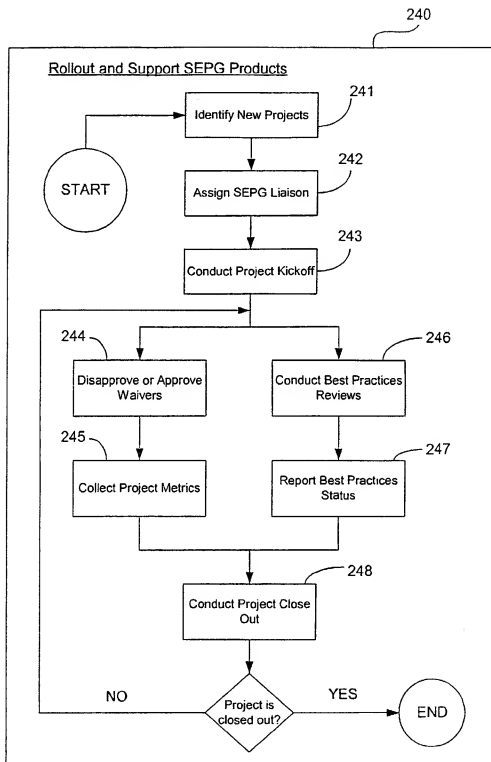 240
Rollout and Support SEPG Products
241
Identify New Projects
START
242
Assign SEPG Liaison
243
Conduct Project Kickoff
244
246
Disapprove or Approve
Waivers
Conduct Best Practices
Reviews
245
247
Collect Project Metrics
Report Best Practices
Status
248
Conduct Project Close
Out
NO
Project is
closed out?
YES
END